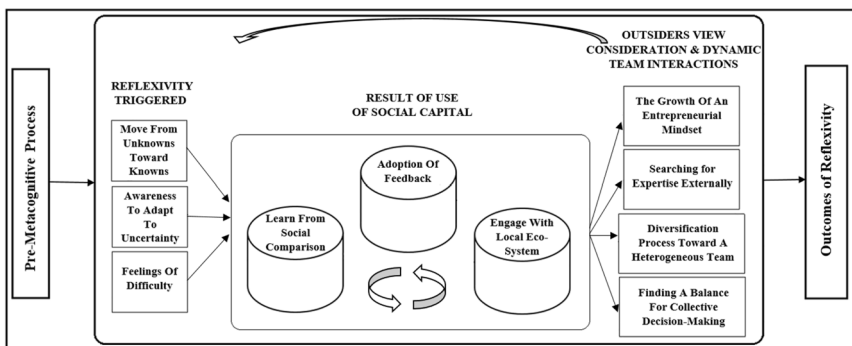 Pre-Metacognitive Process
REFLEXIVITY
TRIGGERED
Move From
Unknowns
Toward
Knowns
Awareness
To Adapt
To
Uncertainty
Feelings Of
Difficulty
RESULT OF USE
OF SOCIAL CAPITAL
Learn From
Social
Comparison
Adoption Of
Feedback
Engage With
Local Eco-
System
OUTSIDERS VIEW
CONSIDERATION & DYNAMIC
TEAM INTERACTIONS
The Growth Of An
Entrepreneurial
Mindset
Searching for
Expertise Externally
Diversification
Process Toward A
Heterogeneous Team
Finding A Balance
For Collective
Decision-Making
Outcomes of Reflexivity